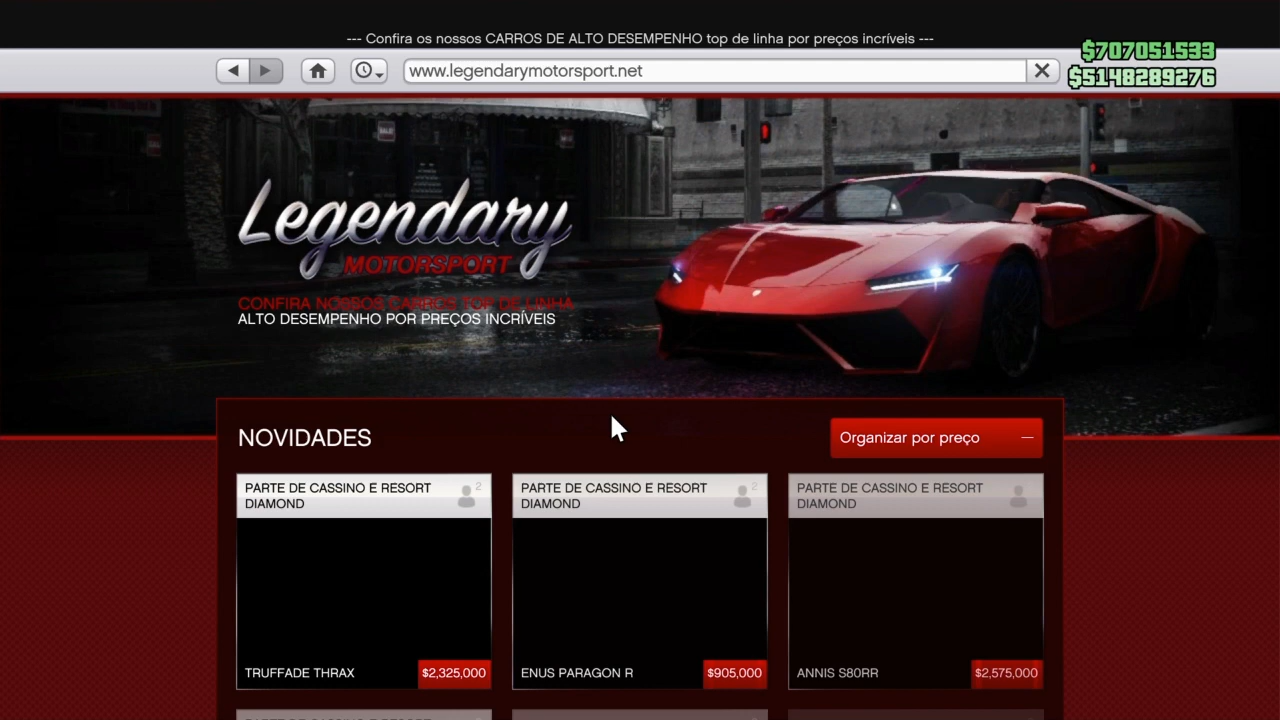 --- Confira os nossos CARROS DE ALTO DESEMPENHO top de linha por preços incríveis ---
$707051533
www.legendarymotorsport.net
$5148289276
Legendary
MOTORSPORT
CONFIRA NOSSOS CARROS TOP DE LINHA
ALTO DESEMPENHO POR PREÇOS INCRÍVEIS
NOVIDADES
Organizar por preço
PARTE DE CASSINO E RESORT
DIAMOND
2
PARTE DE CASSINO E RESORT
DIAMOND
2
PARTE DE CASSINO E RESORT
DIAMOND
TRUFFADE THRAX
$2,325,000
ENUS PARAGON R
$905,000
ANNIS S80RR
$2,575,000